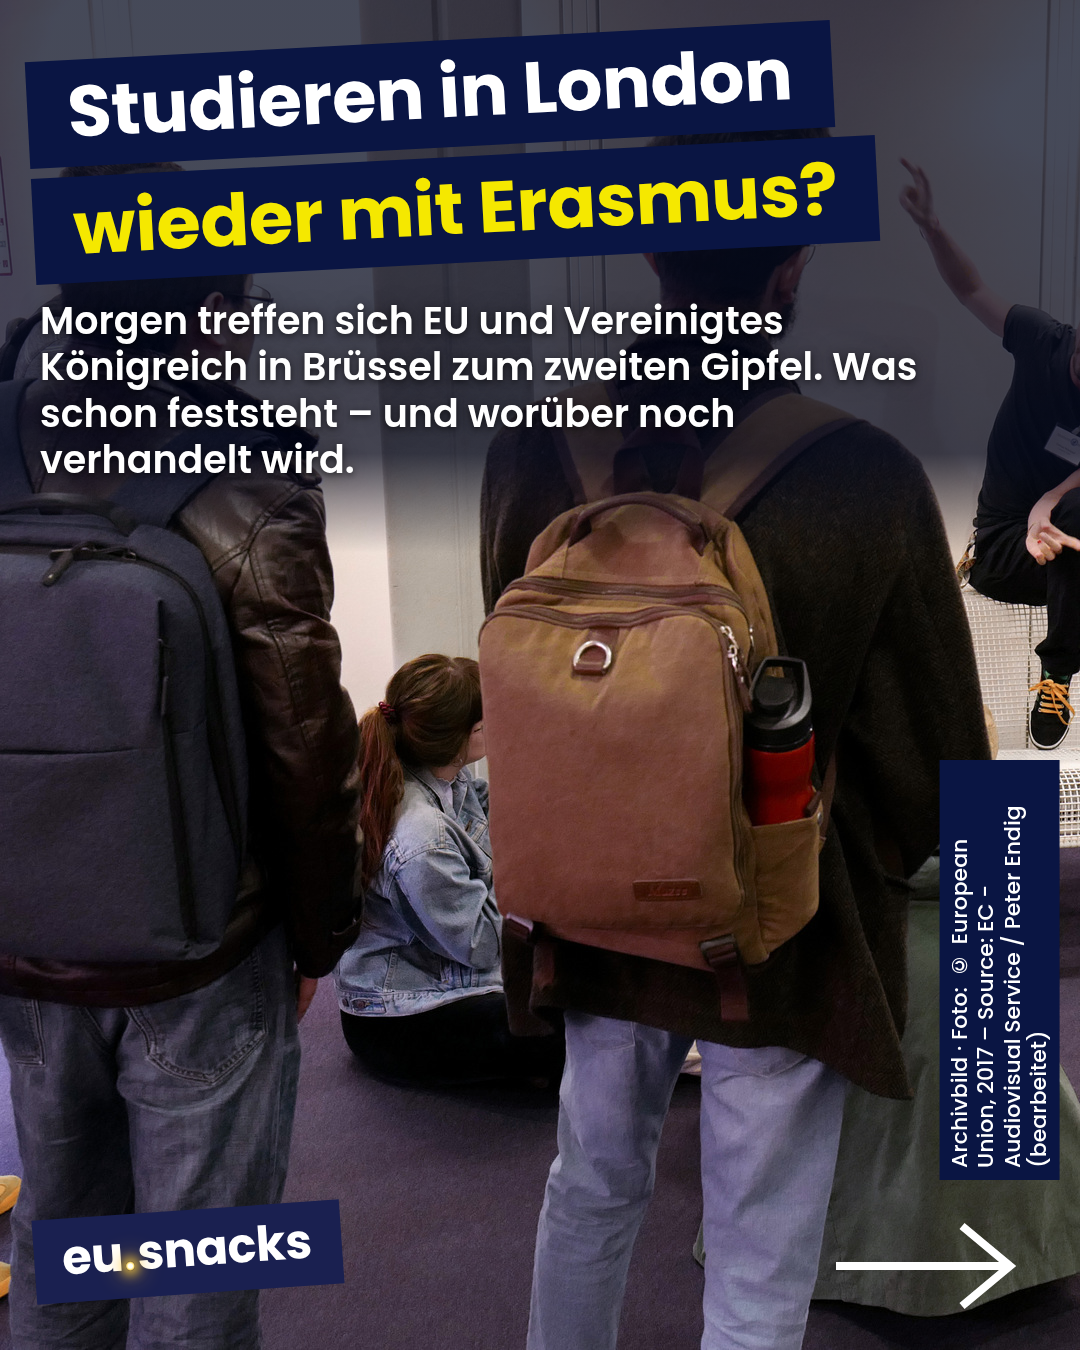 Studieren in London
wieder mit Erasmus?
Morgen treffen sich EU und Vereinigtes
Königreich in Brüssel zum zweiten Gipfel. Was
schon feststeht – und worüber noch
verhandelt wird.
Archivbild · Foto: © European
Union, 2017 – Source: EC -
Audiovisual Service / Peter Endig
(bearbeitet)
eu.snacks